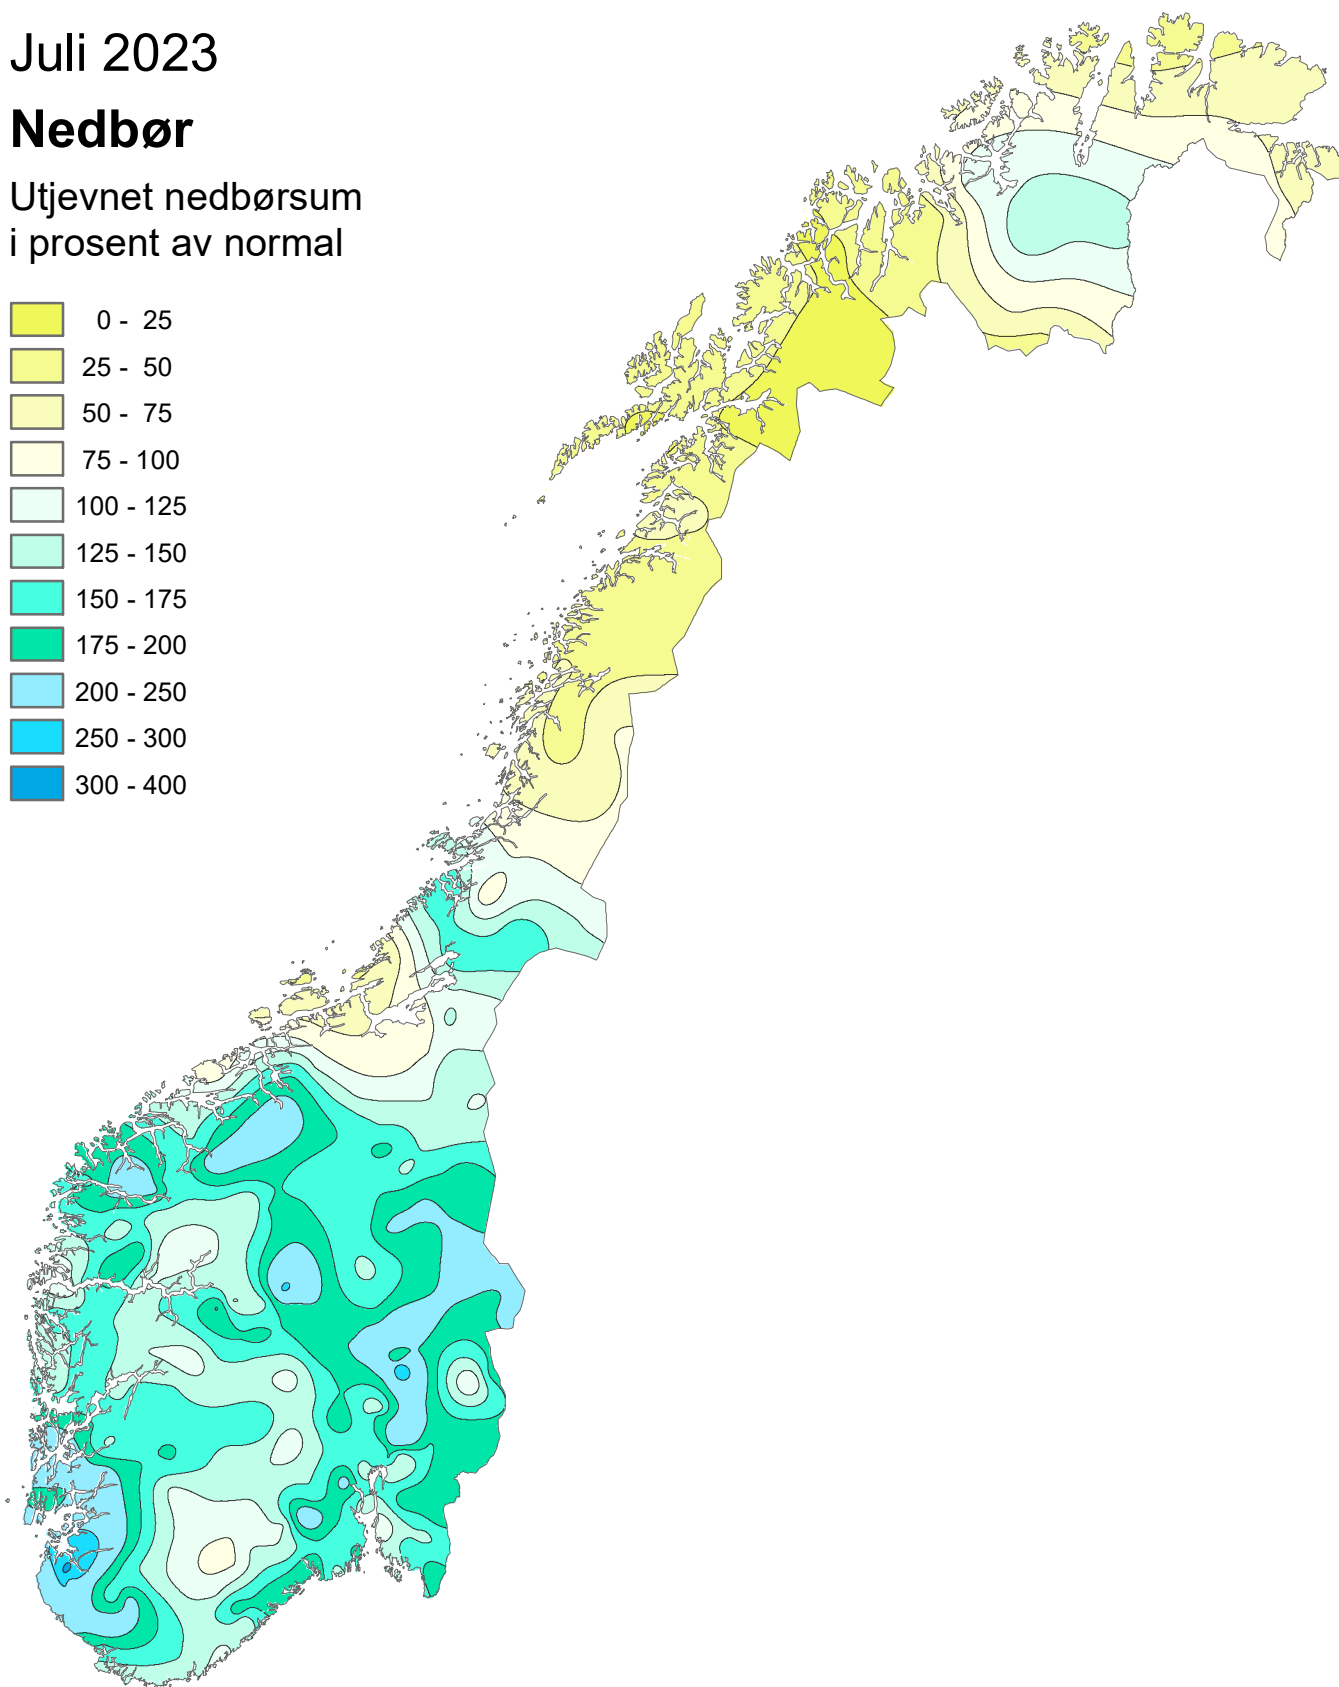 Juli 2023
Nedbør
Utjevnet nedbørsum
i prosent av normal
0 - 25
25 - 50
50 - 75
75 - 100
100 - 125
125 - 150
150 - 175
175 - 200
200 - 250
250 - 300
300 - 400